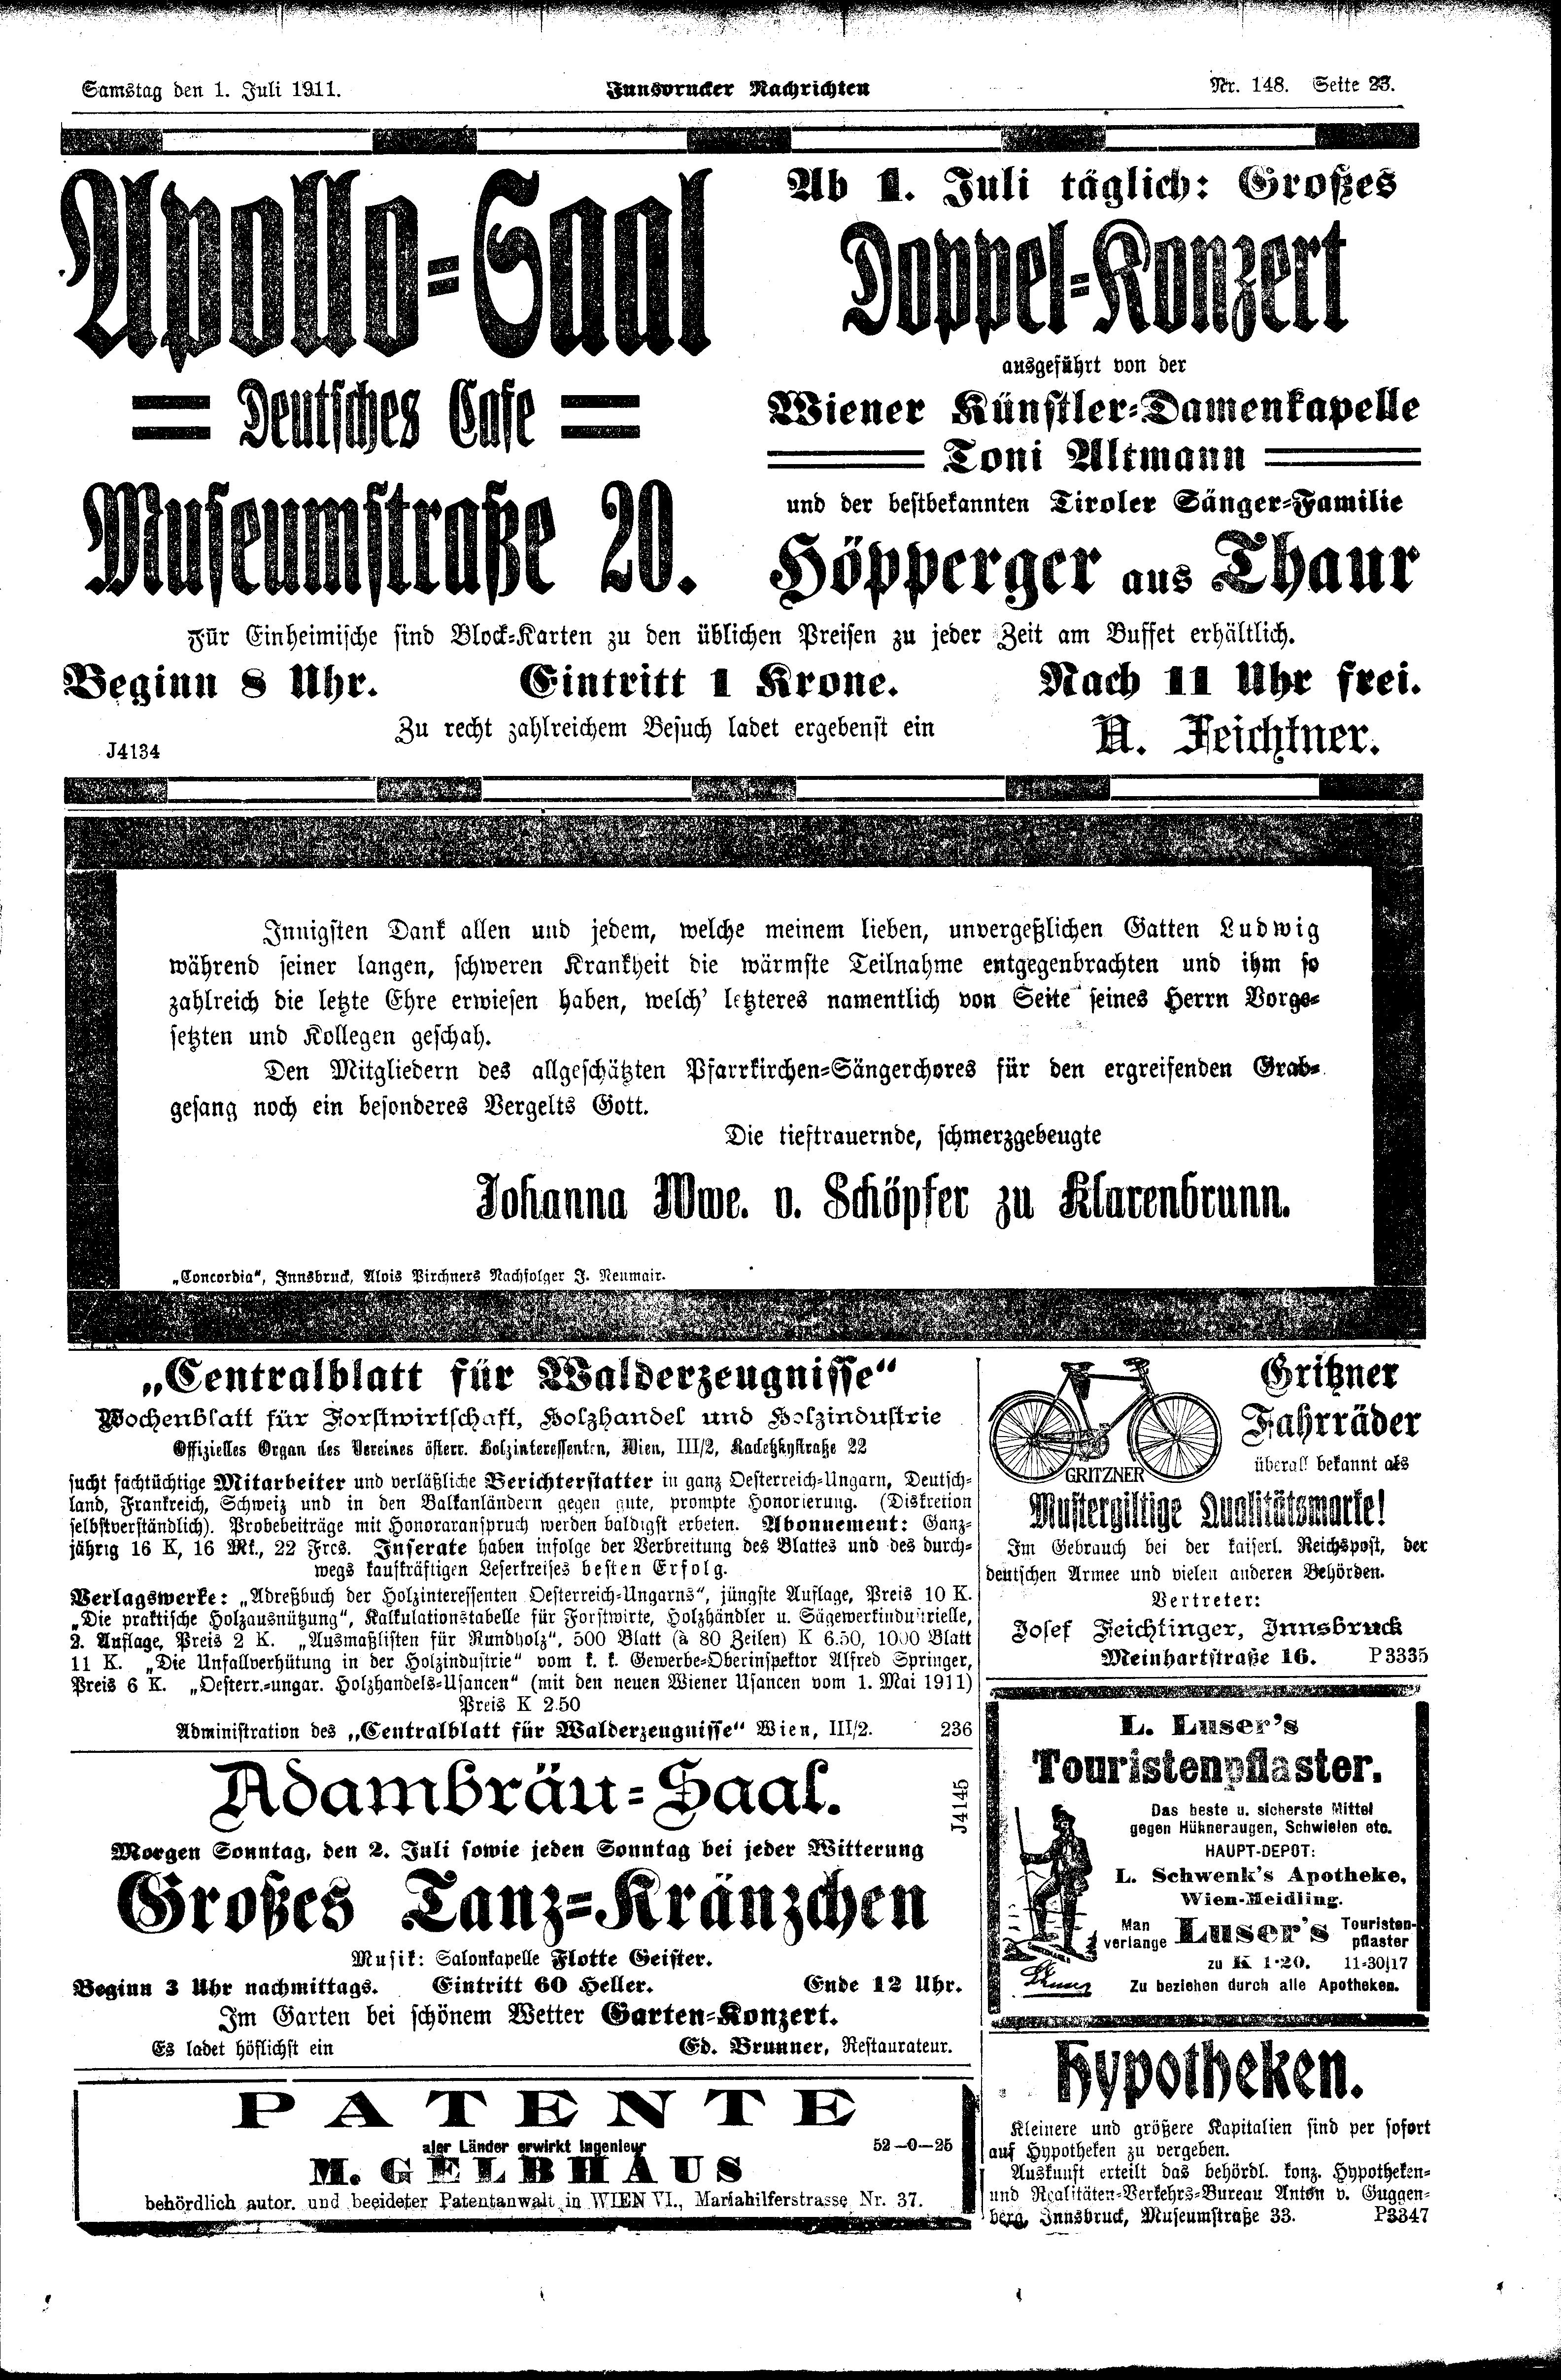 Samstag den 1. Juli 1911.
Innsbrucker Nachrichten
Nr. 148. Seite 23.
Apollo=Saal
Deutsches Cafe
Museumstraße 20.
Ab 1. Juli täglich: Großes
Doppel=Konzert
ausgeführt von der
Wiener Künstler=Damenkapelle
Toni Altmann
und der bestbekannten Tiroler Sänger=Familie
Höpperger aus Thaur
Für Einheimische sind Block=Karten zu den üblichen Preisen zu jeder Zeit am Buffet erhältlich.
Beginn 8 Uhr. Eintritt 1 Krone. Nach 11 Uhr frei.
Zu recht zahlreichem Besuch ladet ergebenst ein
J4134
A. Feichtner.
Innigsten Dank allen und jedem, welche meinem lieben, unvergeßlichen Gatten Ludwig
während seiner langen, schweren Krankheit die wärmste Teilnahme entgegenbrachten und ihm so
zahlreich die letzte Ehre erwiesen haben, welch' letzteres namentlich von Seite seines Herrn Vorge=
setzten und Kollegen geschah.
Den Mitgliedern des allgeschätzten Pfarrkirchen=Sängerchores für den ergreifenden Grab=
gesang noch ein besonderes Vergelts Gott.
Die tieftrauernde, schmerzgebeugte
Johanna Wwe. v. Schöpfer zu Klarenbrunn.
„Concordia“, Innsbruck, Alois Pirchners Nachfolger J. Neumair.
„Centralblatt für Walderzeugnisse“
Wochenblatt für Forstwirtschaft, Holzhandel und Holzindustrie
Offizielles Organ des Vereines österr. Holzinteressenten, Wien, III/2, Radetzkystraße 22
sucht fachtüchtige Mitarbeiter und verläßliche Berichterstatter in ganz Oesterreich=Ungarn, Deutsch=
land, Frankreich, Schweiz und in den Balkanländern gegen gute, prompte Honorierung. (Diskretion
selbstverständlich). Probebeiträge mit Honoraranspruch werden baldigst erbeten. Abonnement: Ganz=
jährig 16 K, 16 Mk., 22 Frcs. Inserate haben infolge der Verbreitung des Blattes und des durch=
wegs kaufkräftigen Leserkreises besten Erfolg.
Verlagswerke: „Adreßbuch der Holzinteressenten Oesterreich=Ungarns“, jüngste Auflage, Preis 10 K.
„Die praktische Holzausnützung“, Kalkulationstabelle für Forstwirte, Holzhändler u. Sägewerkindustrielle,
2. Auflage, Preis 2 K. „Ausmaßlisten für Rundholz“, 500 Blatt (à 80 Zeilen) K 6.50, 1000 Blatt
11 K. „Die Unfallverhütung in der Holzindustrie“ vom k. k. Gewerbe=Oberinspektor Alfred Springer,
Preis 6 K. „Oesterr.=ungar. Holzhandels=Usancen“ (mit den neuen Wiener Usancen vom 1. Mai 1911)
Preis K 2.50
Administration des „Centralblatt für Walderzeugnisse“ Wien, III/2. 236
Adambräu=Saal.
J4145
Morgen Sonntag, den 2. Juli sowie jeden Sonntag bei jeder Witterung
Großes Tanz=Kränzchen
Musik: Salonkapelle Flotte Geister.
Beginn 3 Uhr nachmittags. Eintritt 60 Heller. Ende 12 Uhr.
Im Garten bei schönem Wetter Garten=Konzert.
Es ladet höflichst ein Ed. Brunner, Restaurateur.
PATENTE
aler Länder erwirkt Ingenieur 52—0—25
M. GELBHAUS
behördlich autor. und beeideter Patentanwalt in WIEN VI., Mariahilferstrasse Nr. 37.
GRITZNER
Gritzner
Fahrräder
überall bekannt als
Mustergiltige Qualitätsmarke!
Im Gebrauch bei der kaiserl. Reichspost, der
deutschen Armee und vielen anderen Behörden.
Vertreter:
Josef Feichtinger, Innsbruck
Meinhartstraße 16. P3335
L. Luser's
Touristenpflaster.
Das beste u. sicherste Mittel
gegen Hühneraugen, Schwielen etc.
HAUPT-DEPOT:
L. Schwenk's Apotheke,
Wien-Meidling.
Man verlange Luser's Touristen-pflaster
zu K 1·20. 11-30|17
Zu beziehen durch alle Apotheken.
Hypotheken.
Kleinere und größere Kapitalien sind per sofort
auf Hypotheken zu vergeben.
Auskunft erteilt das behördl. konz. Hypotheken=
und Realitäten=Verkehrs=Bureau Anton v. Guggen=
berg, Innsbruck, Museumstraße 33. P3347